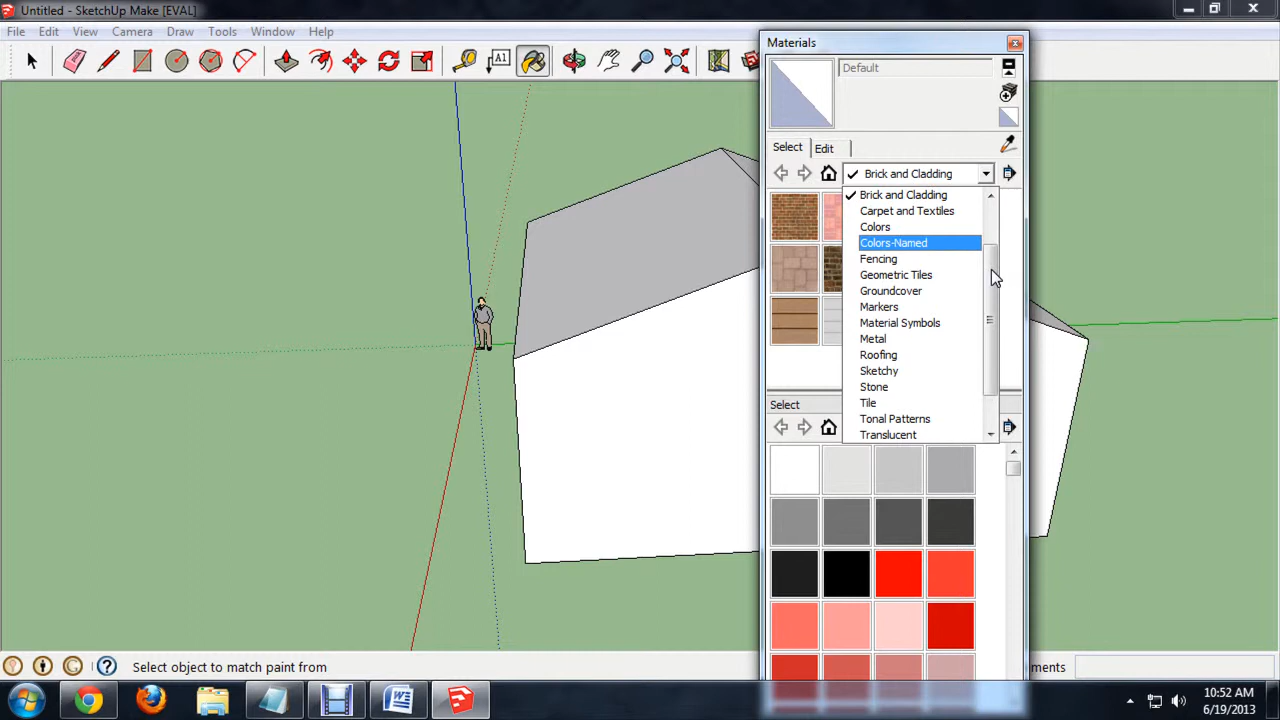 Untitled - SketchUp Make [EVAL]
File Edit View Camera Draw Tools Window Help
A1
Materials
Default
Select Edit
Brick and Cladding
Brick and Cladding
Carpet and Textiles
Colors
Colors-Named
Fencing
Geometric Tiles
Groundcover
Markers
Material Symbols
Metal
Roofing
Sketchy
Stone
Tile
Tonal Patterns
Translucent
Select
Select object to match paint from
10:52 AM
6/19/2013